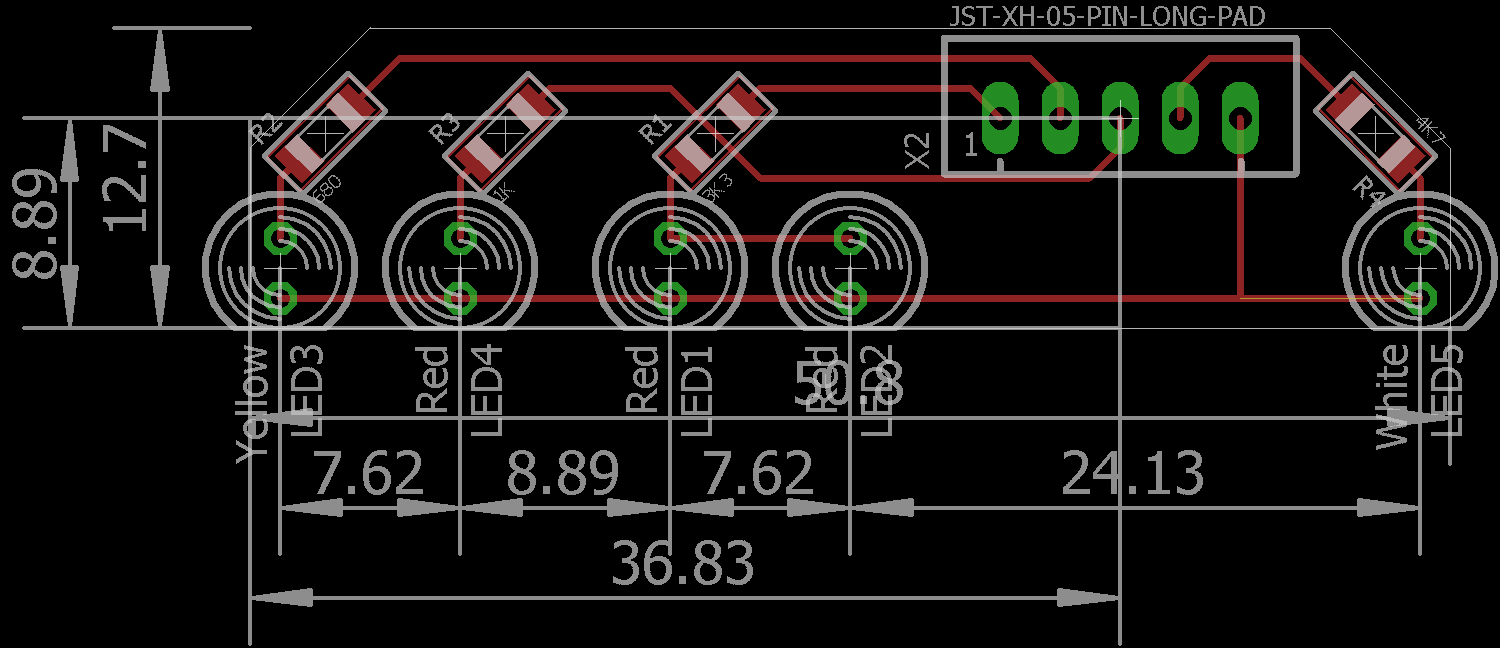 JST-XH-05-PIN-LONG-PAD
R2
R3
R1
X2
1
4K7
R4
680
1K
3K3
12.7
8.89
Yellow
LED3
Red
LED4
Red
LED1
Red
LED2
White
LED5
50.8
7.62
8.89
7.62
24.13
36.83